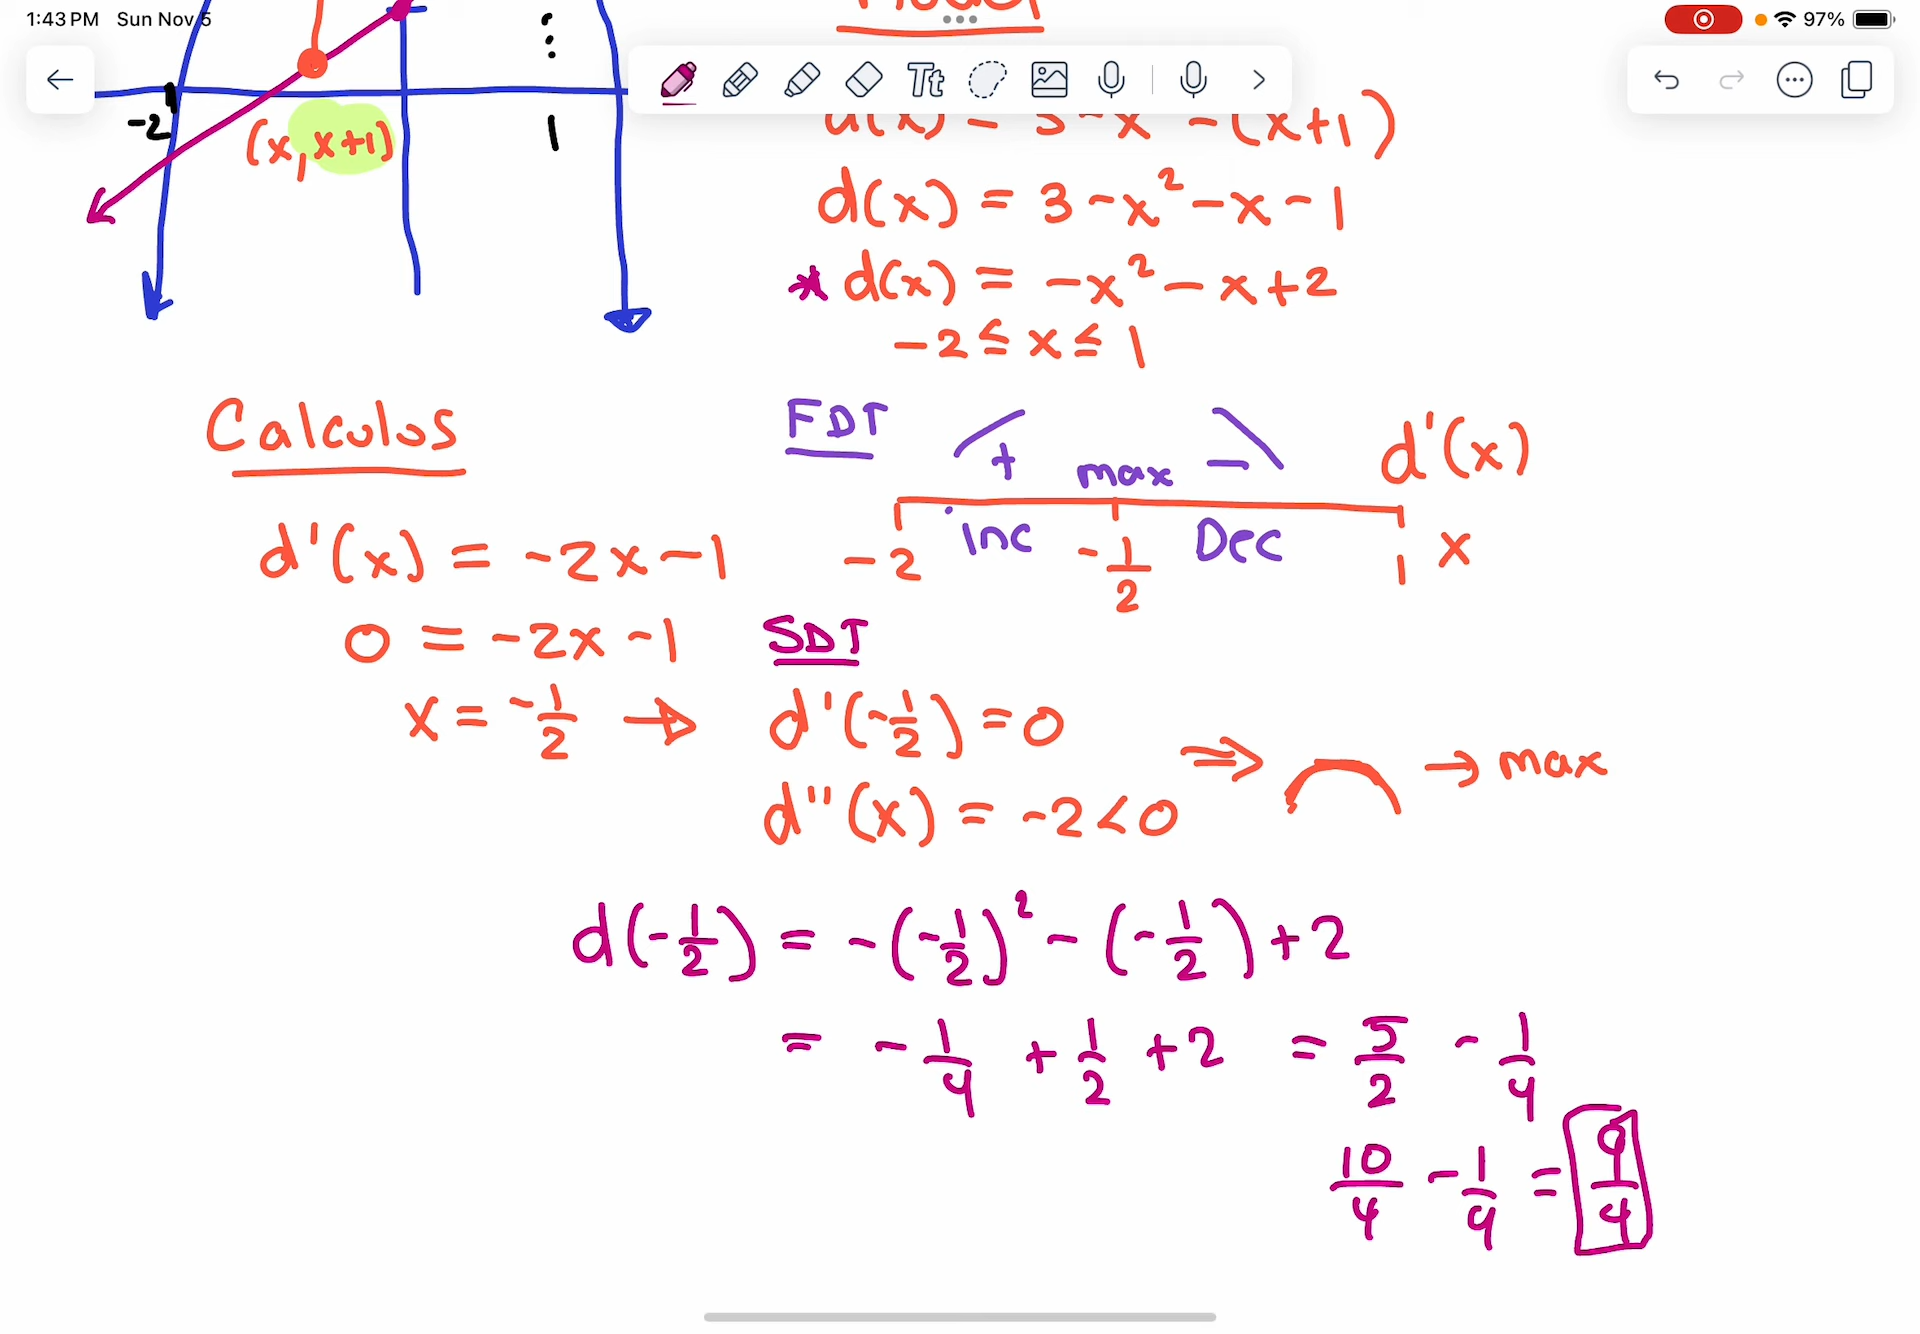 1:43 PM Sun Nov 5
97%
Model
Tt
-2
(x, x+1)
1
d(x) = 3 - x² - (x+1)
d(x) = 3 - x² - x - 1
* d(x) = -x² - x + 2
-2 ≤ x ≤ 1
Calculus
FDT
+ max -
d'(x)
-2 Inc -1/2 Dec 1 x
d'(x) = -2x - 1
0 = -2x - 1
x = -1/2 →
SDT
d'(-1/2) = 0
d''(x) = -2 < 0
⇒ → max
d(-1/2) = -(-1/2)² - (-1/2) + 2
= -1/4 + 1/2 + 2 = 5/2 - 1/4
10/4 - 1/4 = 9/4